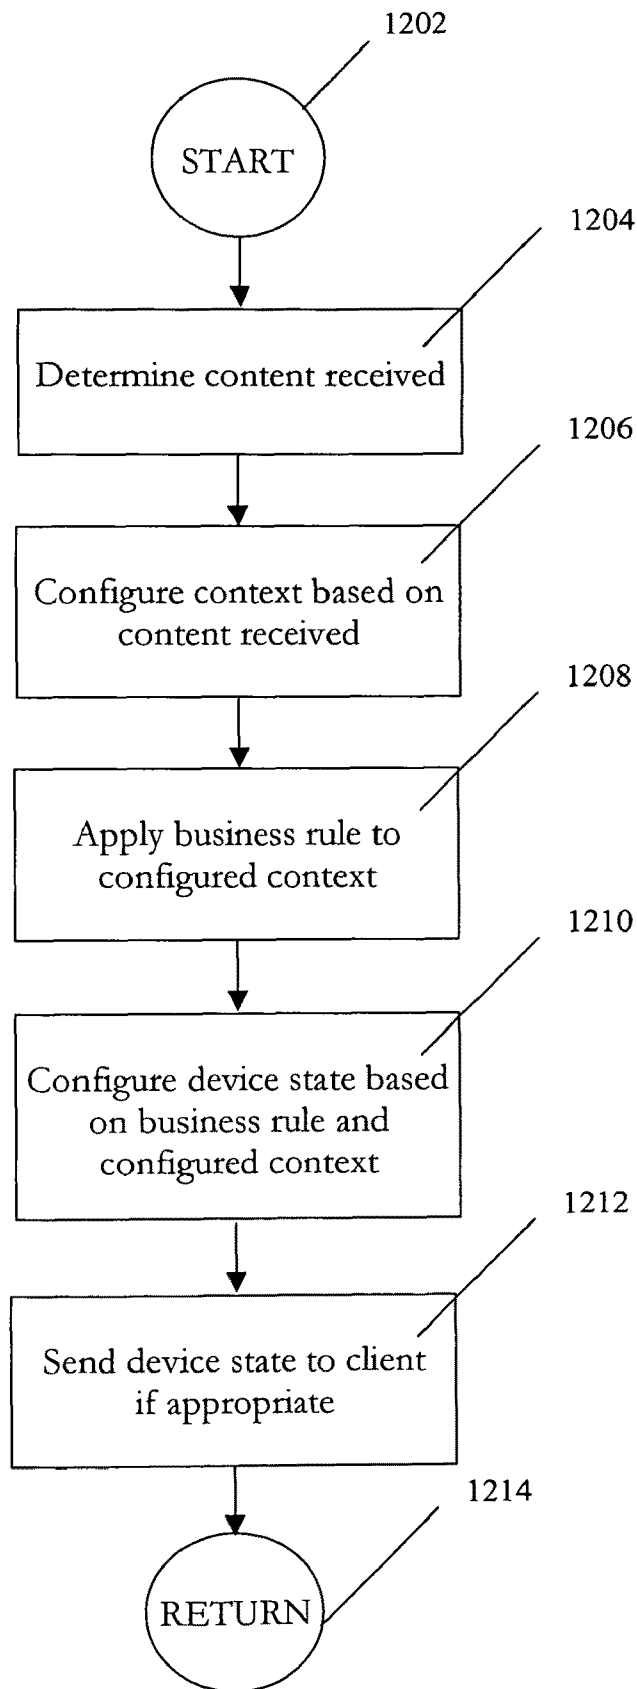 1202
START
1204
Determine content received
1206
Configure context based on
content received
1208
Apply business rule to
configured context
1210
Configure device state based
on business rule and
configured context
1212
Send device state to client
if appropriate
1214
RETURN